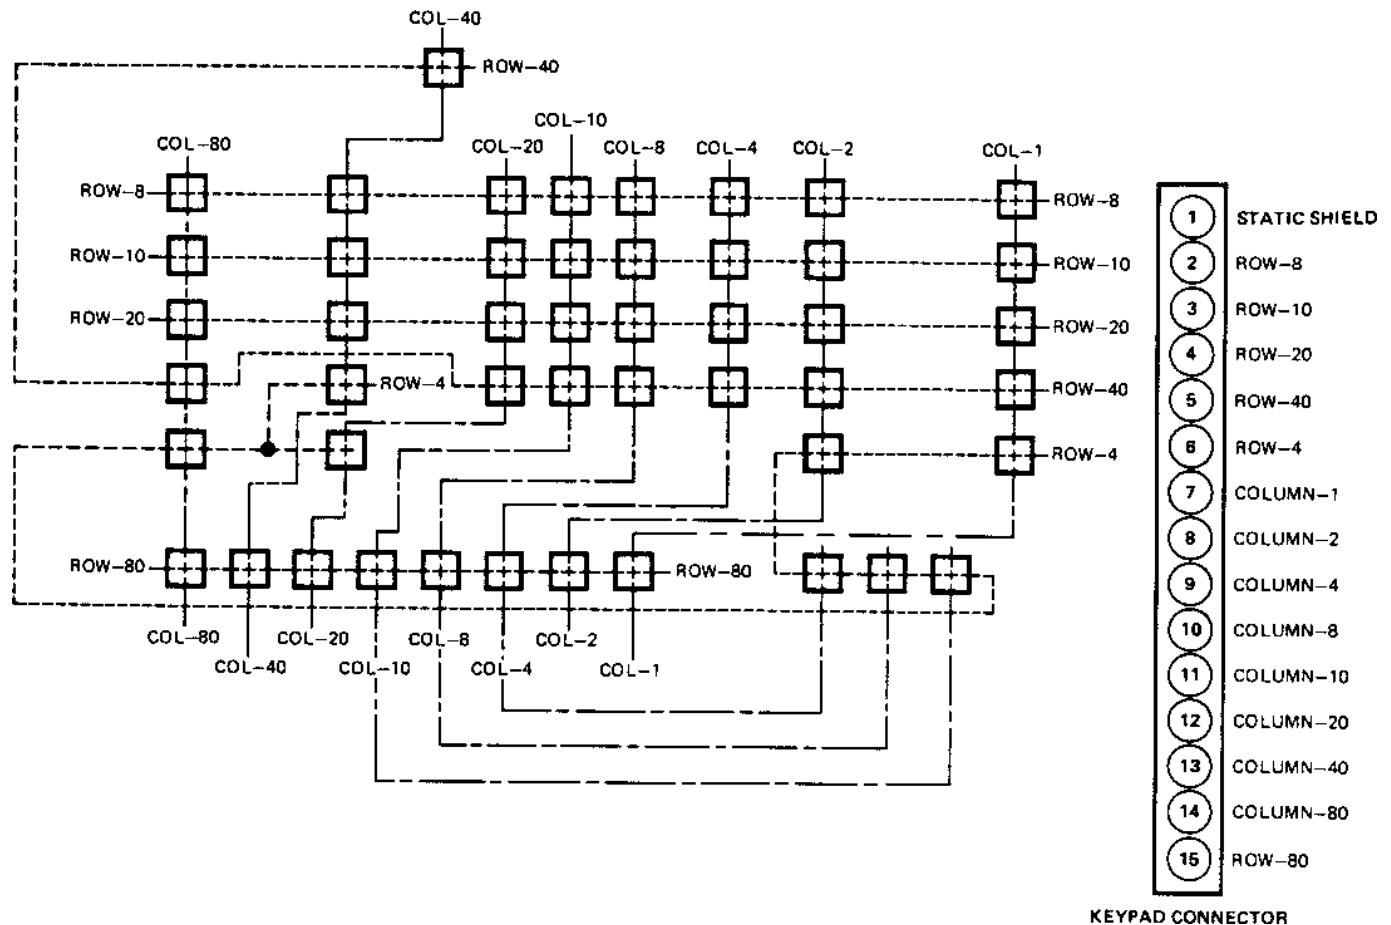 COL-40
ROW-40
COL-10
COL-80
COL-20
COL-8
COL-4
COL-2
COL-1
ROW-8
ROW-8
ROW-10
ROW-10
ROW-20
ROW-20
ROW-4
ROW-40
ROW-4
ROW-80
ROW-80
COL-80
COL-20
COL-8
COL-2
COL-40
COL-10
COL-4
COL-1
1 STATIC SHIELD
2 ROW-8
3 ROW-10
4 ROW-20
5 ROW-40
6 ROW-4
7 COLUMN-1
8 COLUMN-2
9 COLUMN-4
10 COLUMN-8
11 COLUMN-10
12 COLUMN-20
13 COLUMN-40
14 COLUMN-80
15 ROW-80
KEYPAD CONNECTOR